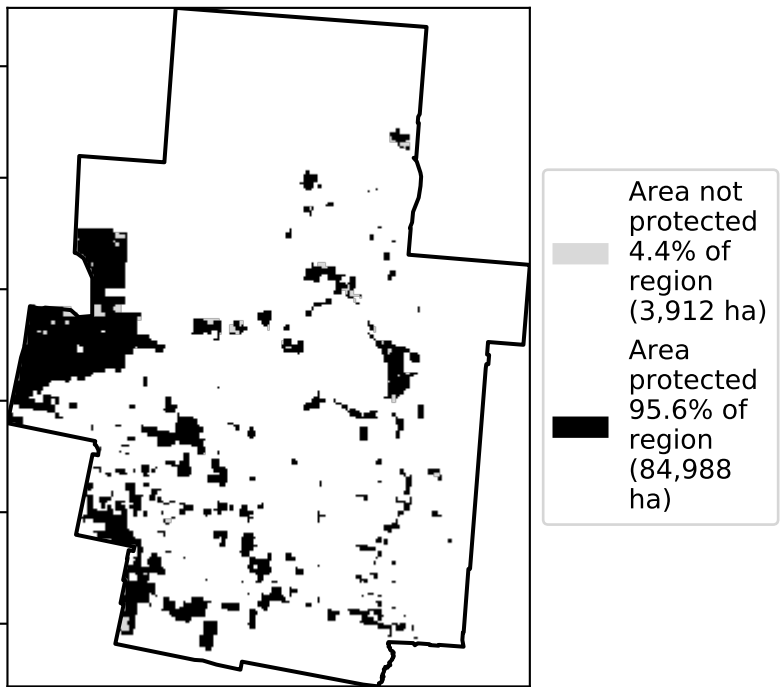 Area not
protected
4.4% of
region
(3,912 ha)
Area
protected
95.6% of
region
(84,988
ha)